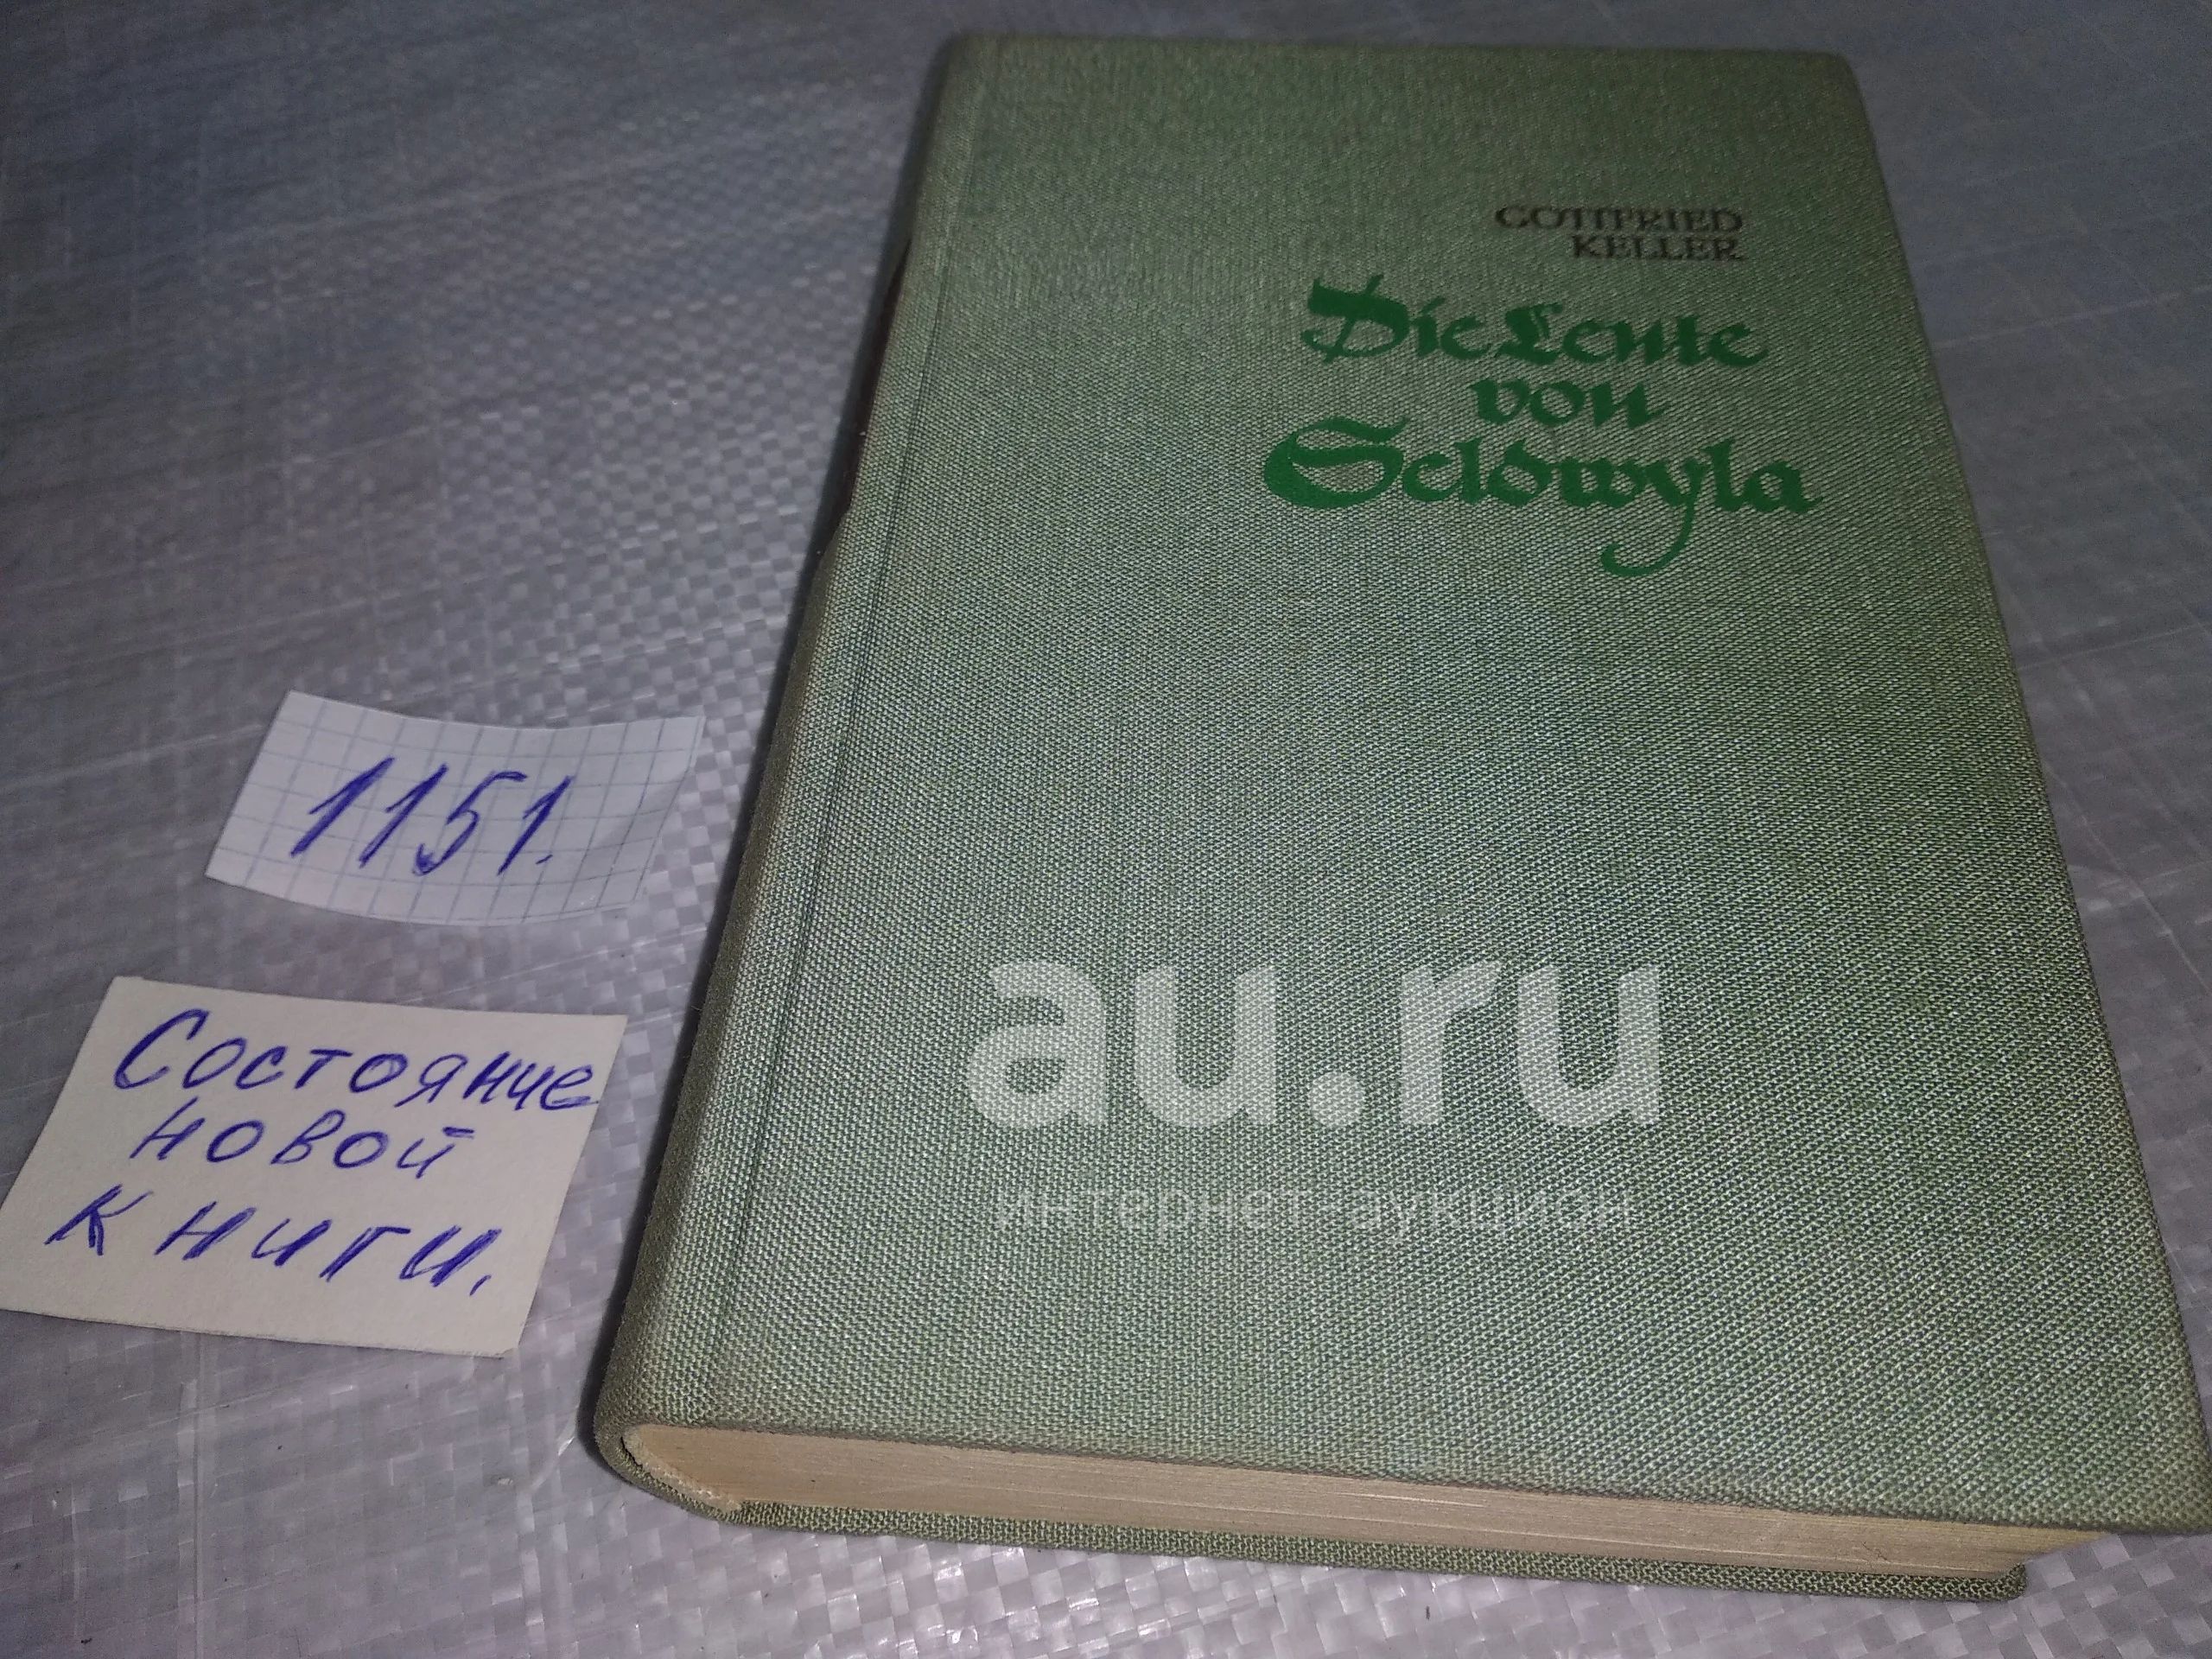 GOTTFRIED
KELLER
Die Leute
von
Seldwyla
1151.
Состояние
новой
книги.
au.ru
интернет-аукцион